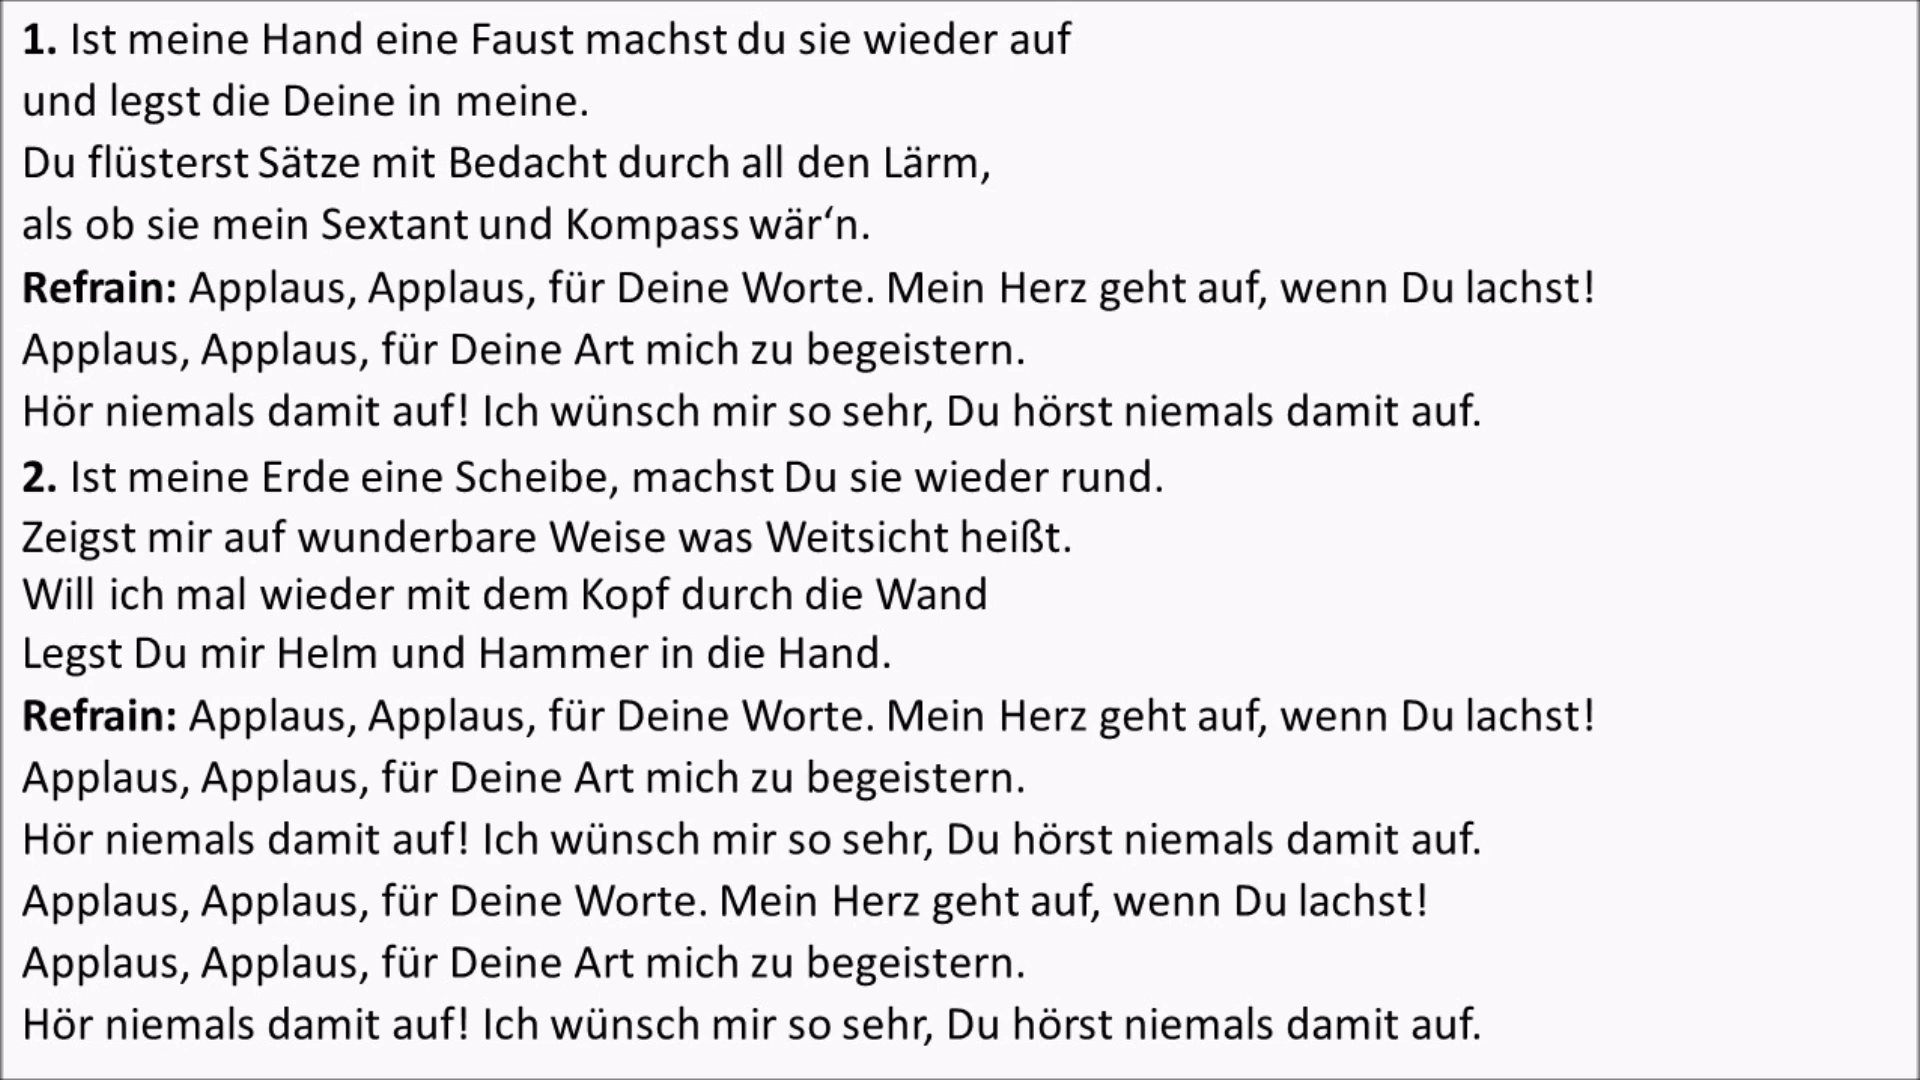 1. Ist meine Hand eine Faust machst du sie wieder auf
und legst die Deine in meine.
Du flüsterst Sätze mit Bedacht durch all den Lärm,
als ob sie mein Sextant und Kompass wär‘n.
Refrain: Applaus, Applaus, für Deine Worte. Mein Herz geht auf, wenn Du lachst!
Applaus, Applaus, für Deine Art mich zu begeistern.
Hör niemals damit auf! Ich wünsch mir so sehr, Du hörst niemals damit auf.
2. Ist meine Erde eine Scheibe, machst Du sie wieder rund.
Zeigst mir auf wunderbare Weise was Weitsicht heißt.
Will ich mal wieder mit dem Kopf durch die Wand
Legst Du mir Helm und Hammer in die Hand.
Refrain: Applaus, Applaus, für Deine Worte. Mein Herz geht auf, wenn Du lachst!
Applaus, Applaus, für Deine Art mich zu begeistern.
Hör niemals damit auf! Ich wünsch mir so sehr, Du hörst niemals damit auf.
Applaus, Applaus, für Deine Worte. Mein Herz geht auf, wenn Du lachst!
Applaus, Applaus, für Deine Art mich zu begeistern.
Hör niemals damit auf! Ich wünsch mir so sehr, Du hörst niemals damit auf.